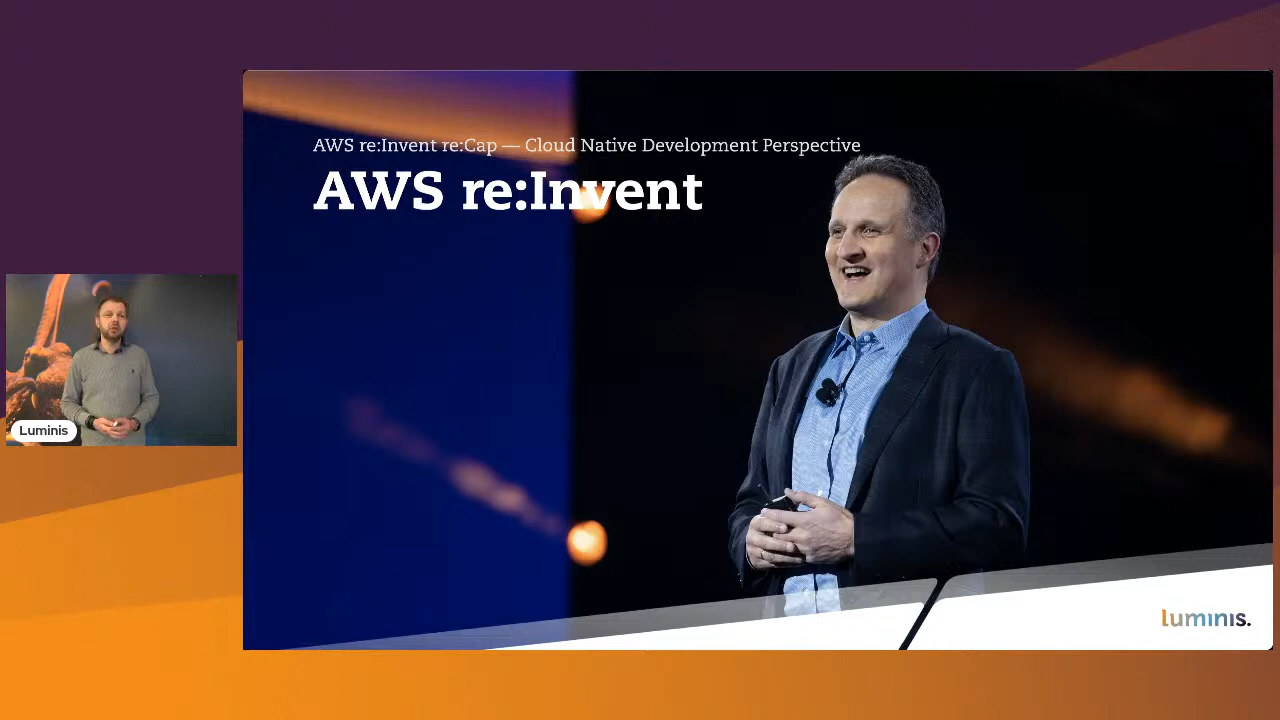 AWS re:Invent re:Cap — Cloud Native Development Perspective
AWS re:Invent
Luminis
luminis.